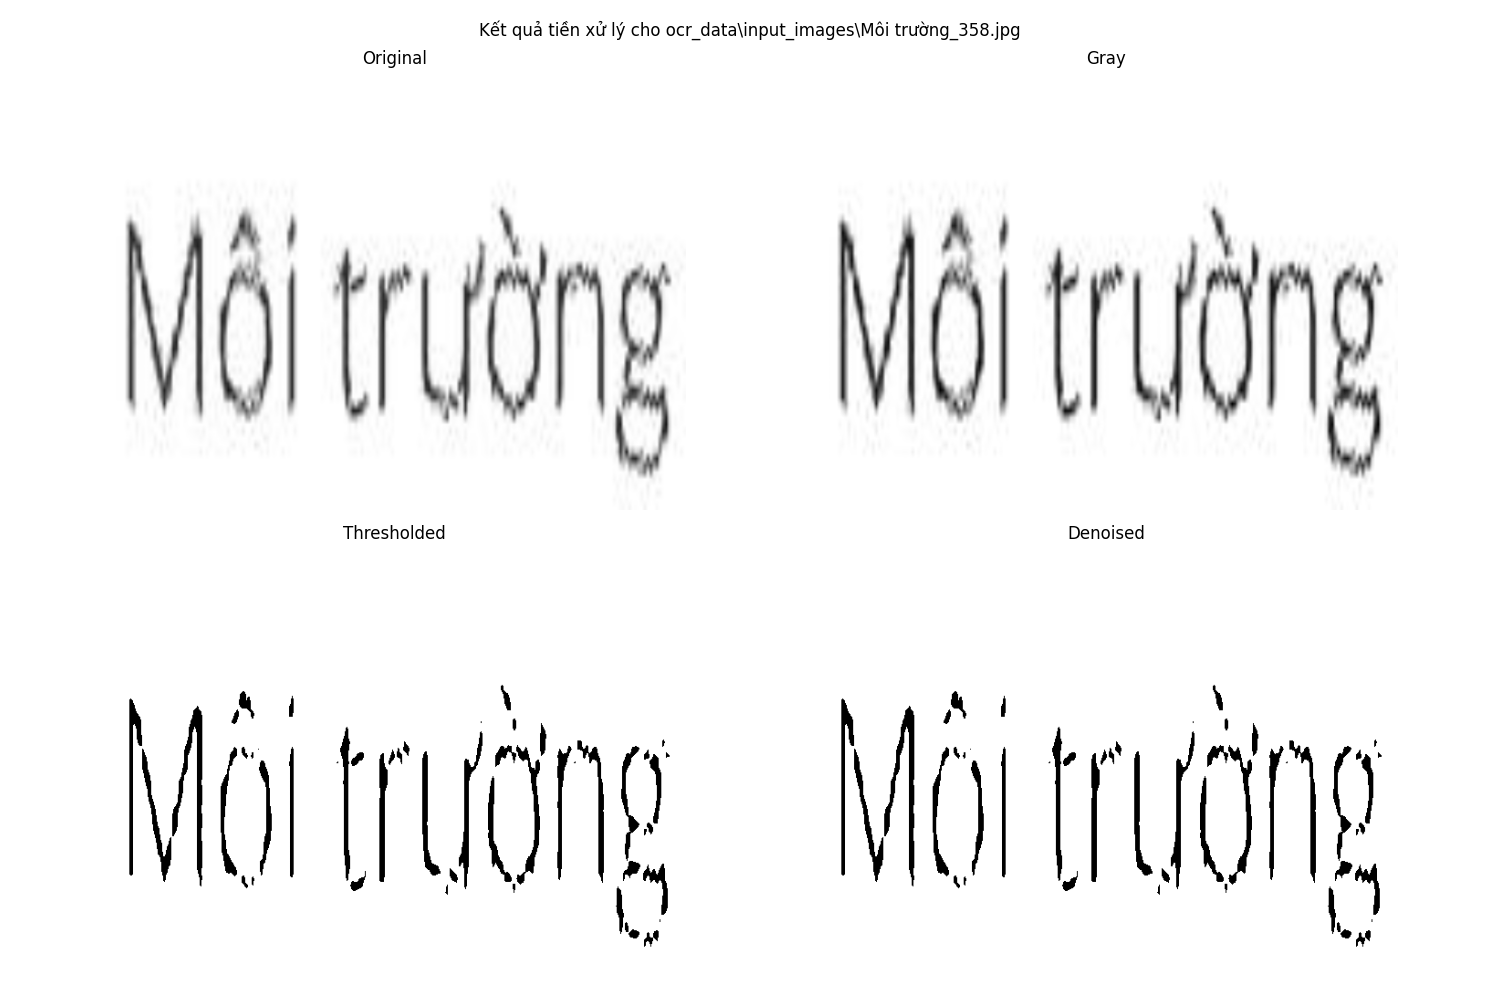 Kết quả tiền xử lý cho ocr_data\input_images\Môi trường_358.jpg
Original
Gray
Môi trường
Môi trường
Thresholded
Denoised
Môi trường
Môi trường